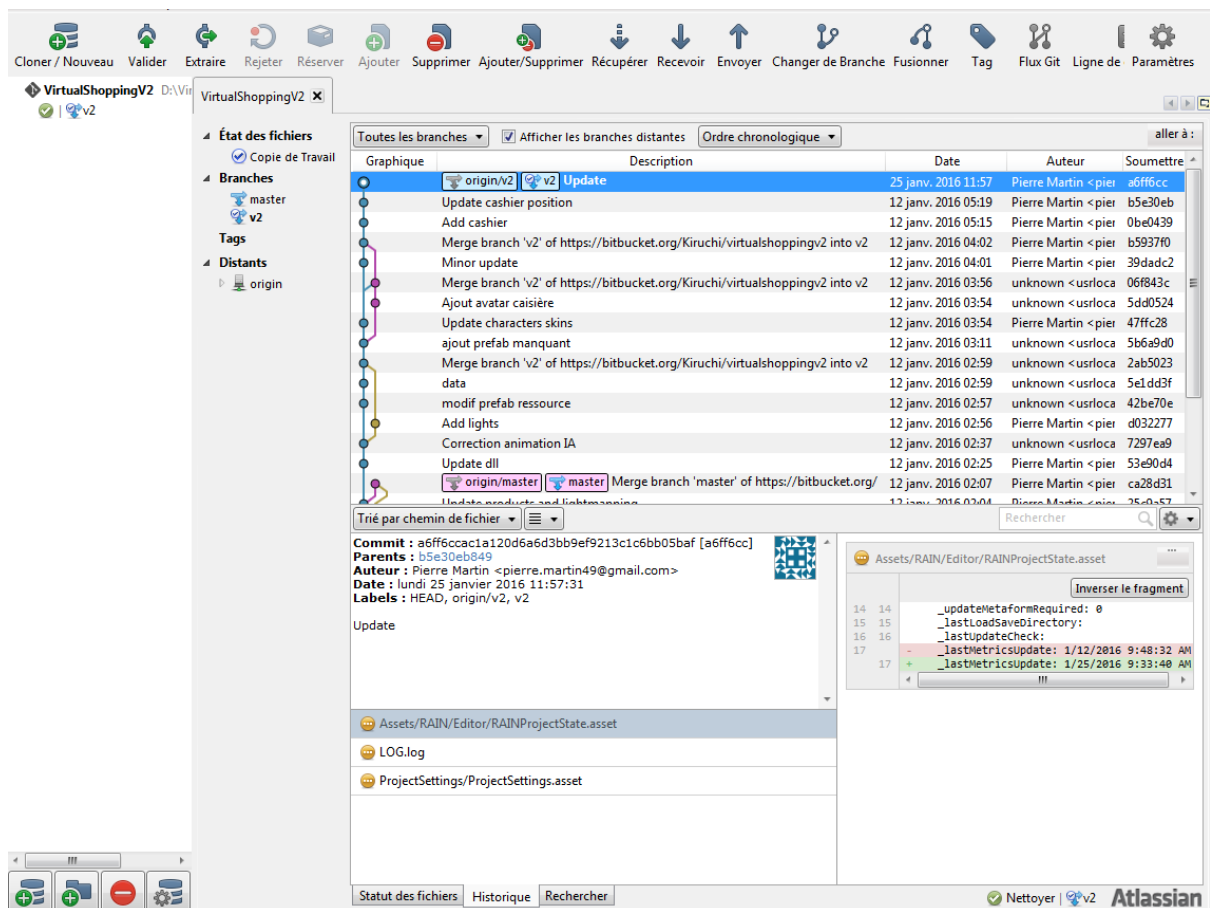 Cloner / Nouveau Valider Extraire Rejeter Réserver Ajouter Supprimer Ajouter/Supprimer Récupérer Recevoir Envoyer Changer de Branche Fusionner Tag Flux Git Ligne de Paramètres
VirtualShoppingV2 D:\Vir
v2
VirtualShoppingV2
État des fichiers
Copie de Travail
Branches
master
v2
Tags
Distants
origin
Toutes les branches Afficher les branches distantes Ordre chronologique aller à :
Graphique Description Date Auteur Soumettre
origin/v2 v2 Update 25 janv. 2016 11:57 Pierre Martin <pier a6ff6cc
Update cashier position 12 janv. 2016 05:19 Pierre Martin <pier b5e30eb
Add cashier 12 janv. 2016 05:15 Pierre Martin <pier 0be0439
Merge branch 'v2' of https://bitbucket.org/Kiruchi/virtualshoppingv2 into v2 12 janv. 2016 04:02 Pierre Martin <pier b5937f0
Minor update 12 janv. 2016 04:01 Pierre Martin <pier 39dadc2
Merge branch 'v2' of https://bitbucket.org/Kiruchi/virtualshoppingv2 into v2 12 janv. 2016 03:56 unknown <usrloca 06f843c
Ajout avatar caisière 12 janv. 2016 03:54 unknown <usrloca 5dd0524
Update characters skins 12 janv. 2016 03:54 Pierre Martin <pier 47ffc28
ajout prefab manquant 12 janv. 2016 03:11 unknown <usrloca 5b6a9d0
Merge branch 'v2' of https://bitbucket.org/Kiruchi/virtualshoppingv2 into v2 12 janv. 2016 02:59 unknown <usrloca 2ab5023
data 12 janv. 2016 02:59 unknown <usrloca 5e1dd3f
modif prefab ressource 12 janv. 2016 02:57 unknown <usrloca 42be70e
Add lights 12 janv. 2016 02:56 Pierre Martin <pier d032277
Correction animation IA 12 janv. 2016 02:37 unknown <usrloca 7297ea9
Update dll 12 janv. 2016 02:25 Pierre Martin <pier 53e90d4
origin/master master Merge branch 'master' of https://bitbucket.org/ 12 janv. 2016 02:07 Pierre Martin <pier ca28d31
Update products and lightmapping 12 janv. 2016 02:04 Pierre Martin <pier 25c9a57
Trié par chemin de fichier Rechercher
Commit : a6ff6ccac1a120d6a6d3bb9ef9213c1c6bb05baf [a6ff6cc]
Parents : b5e30eb849
Auteur : Pierre Martin <pierre.martin49@gmail.com>
Date : lundi 25 janvier 2016 11:57:31
Labels : HEAD, origin/v2, v2
Update
Assets/RAIN/Editor/RAINProjectState.asset
LOG.log
ProjectSettings/ProjectSettings.asset
Assets/RAIN/Editor/RAINProjectState.asset ...
Inverser le fragment
14 14 _updateMetaformRequired: 0
15 15 _lastLoadSaveDirectory:
16 16 _lastUpdateCheck:
17 - _lastMetricsUpdate: 1/12/2016 9:48:32 AM
17 + _lastMetricsUpdate: 1/25/2016 9:33:40 AM
Statut des fichiers Historique Rechercher Nettoyer | v2 Atlassian